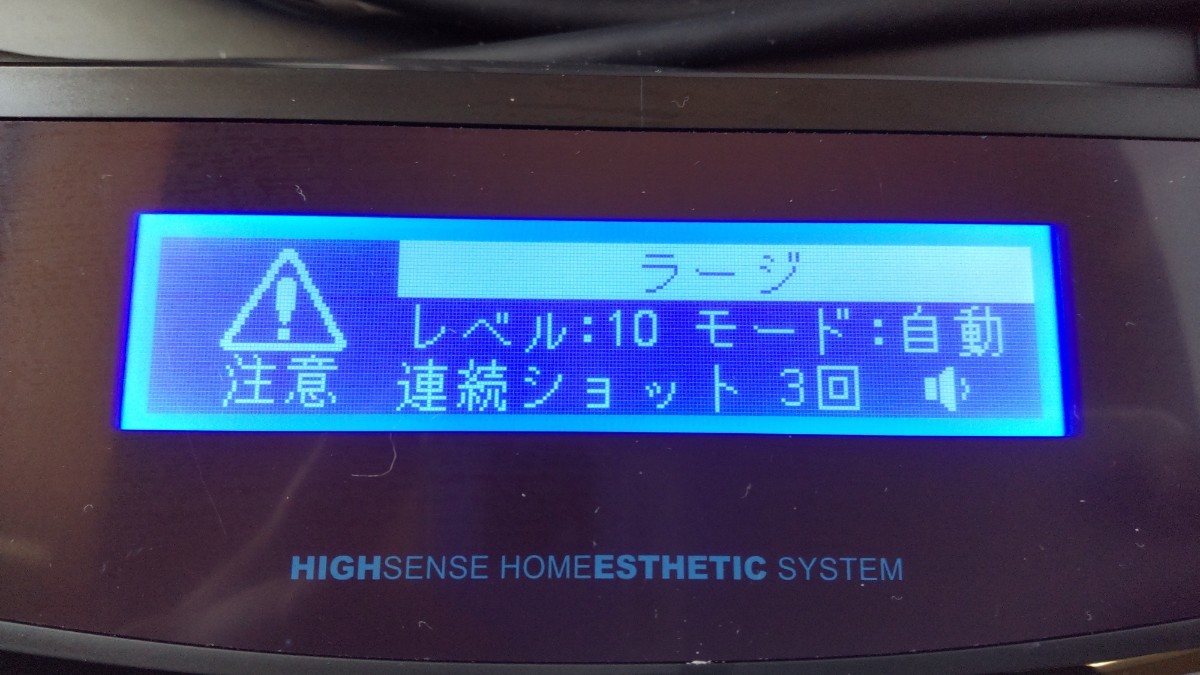 ラージ
レベル:10 モード:自動
注意 連続ショット 3回
HIGHSENSE HOMEESTHETIC SYSTEM